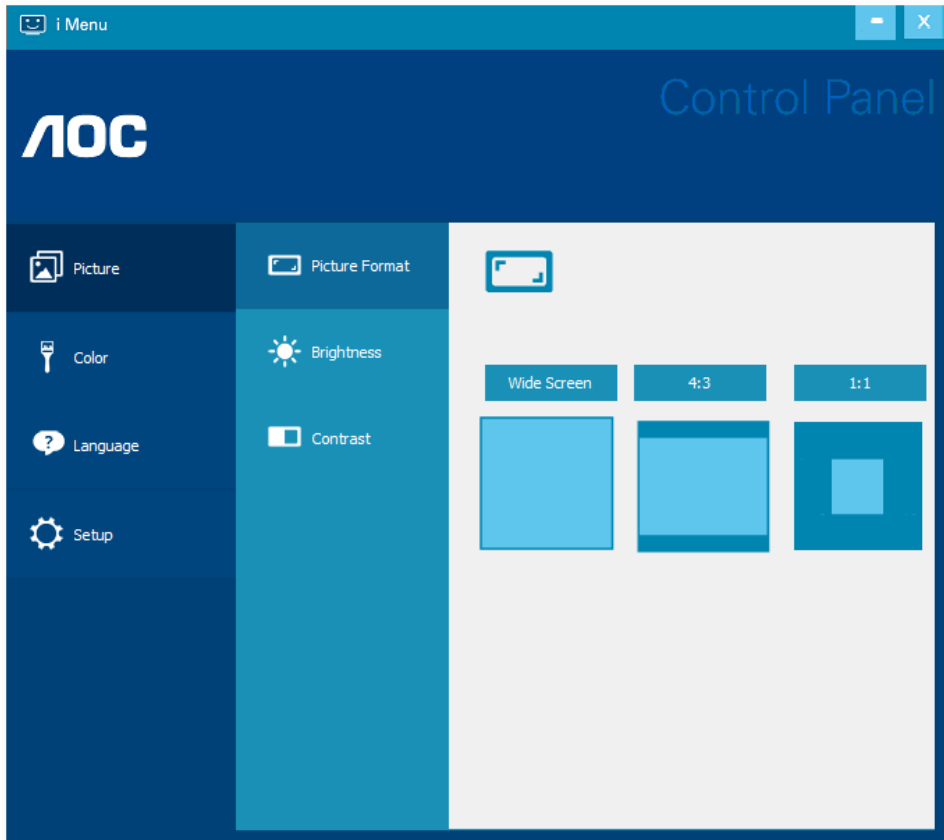 i Menu
X
AOC
Control Panel
Picture
Color
Language
Setup
Picture Format
Brightness
Contrast
Wide Screen
4:3
1:1